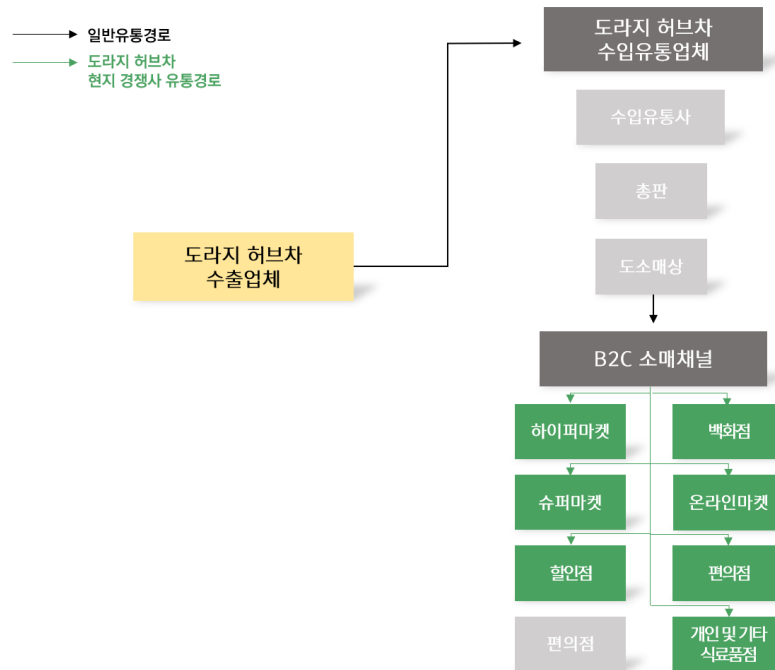 일반유통경로
도라지 허브차
현지 경쟁사 유통경로
도라지 허브차
수입유통업체
수입유통사
총판
도라지 허브차
수출업체
도소매상
B2C 소매채널
하이퍼마켓
백화점
슈퍼마켓
온라인마켓
할인점
편의점
편의점
개인 및 기타
식료품점